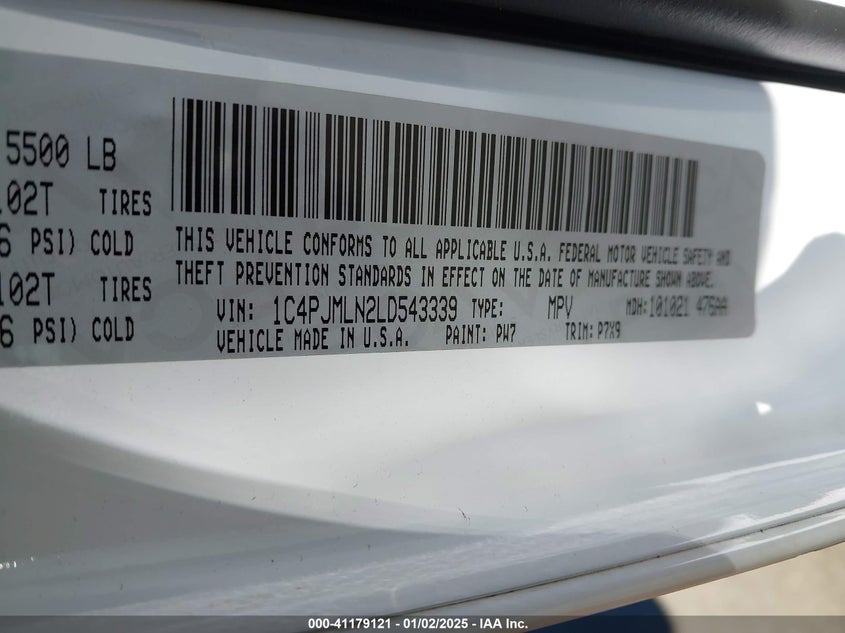 5500 LB
102T TIRES
6 PSI) COLD
102T TIRES
6 PSI) COLD
THIS VEHICLE CONFORMS TO ALL APPLICABLE U.S.A. FEDERAL MOTOR VEHICLE SAFETY AND
THEFT PREVENTION STANDARDS IN EFFECT ON THE DATE OF MANUFACTURE SHOWN ABOVE.
VIN: 1C4PJMLN2LD543339 TYPE: MPV MDH: 101021 476AA
VEHICLE MADE IN U.S.A. PAINT: PW7 TRIM: P7X9
000-41179121 - 01/02/2025 - IAA Inc.